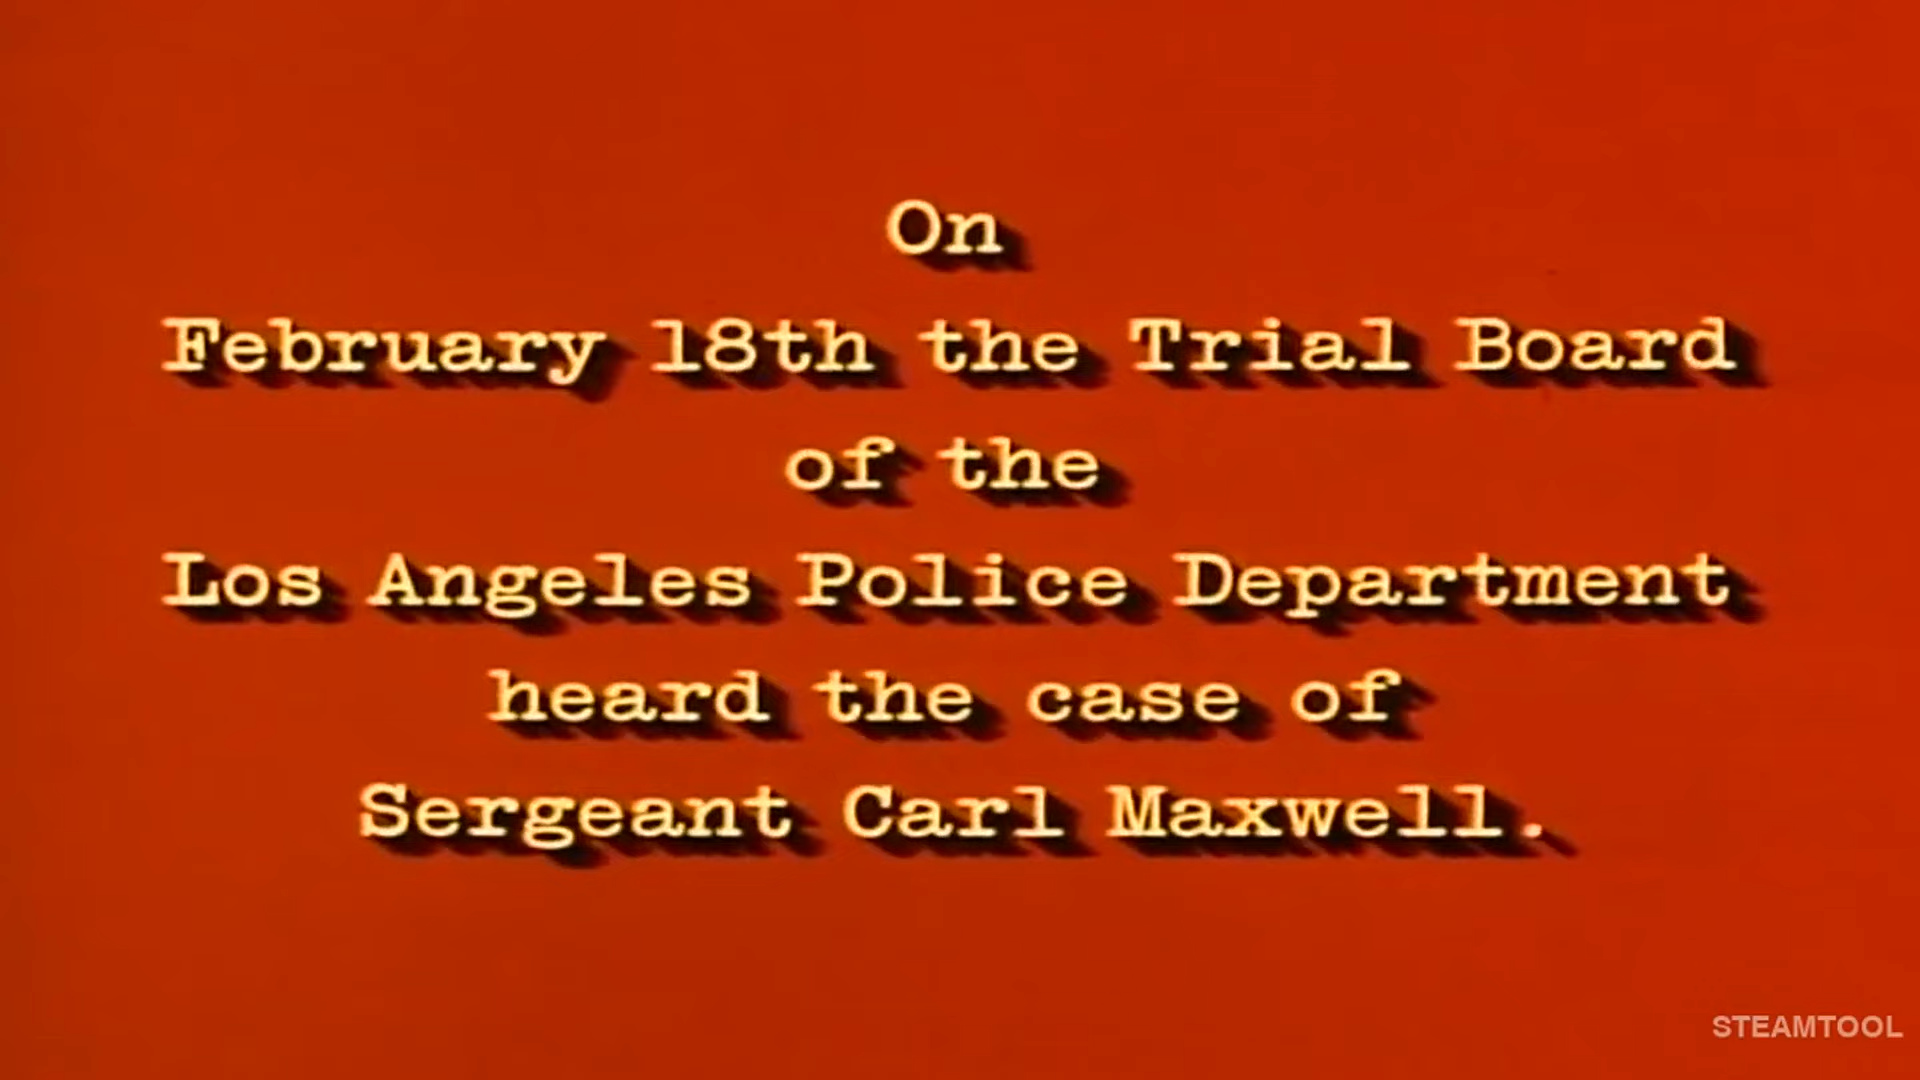 On
February 18th the Trial Board
of the
Los Angeles Police Department
heard the case of
Sergeant Carl Maxwell.
STEAMTOOL